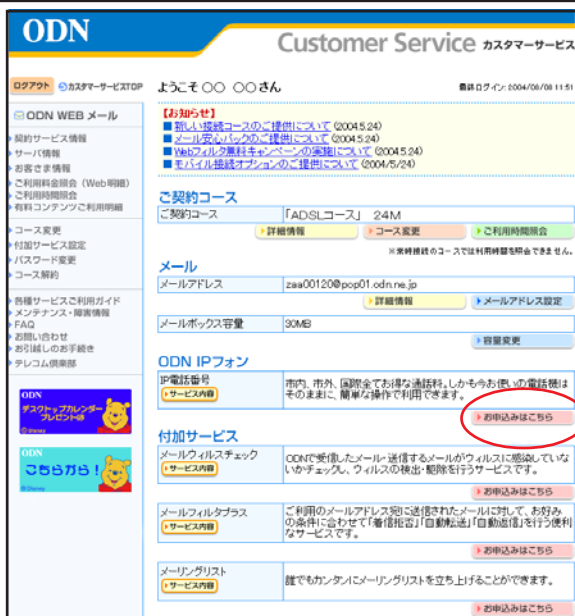 ODN
Customer Service カスタマーサービス
ログアウト カスタマーサービスTOP
ようこそ○○ ○○さん
最終ログイン:2004/08/08 11:51
ODN WEB メール
契約サービス情報
サーバ情報
お客さま情報
ご利用料金照会（Web明細）
ご利用時間照会
有料コンテンツご利用明細
コース変更
付加サービス設定
パスワード変更
コース解約
各種サービスご利用ガイド
メンテナンス・障害情報
FAQ
お問い合わせ
お引越しのお手続き
テレコム倶楽部
ODN
デスクトップカレンダー
プレゼントは
© Disney
ODN
こちらから！
© Disney
【お知らせ】
■新しい接続コースのご提供について (2004.5.24)
■メール安心パックのご提供について (2004.5.24)
■Webフィルタ無料キャンペーンの実施について (2004.5.24)
■モバイル接続オプションのご提供について (2004/5/24)
ご契約コース
ご契約コース 「ADSLコース」 24M
詳細情報 コース変更 ご利用時間照会
※常時接続のコースでは利用時間を照会できません。
メール
メールアドレス zaa00120@pop01.odn.ne.jp
詳細情報 メールアドレス設定
メールボックス容量 30MB
容量変更
ODN IPフォン
IP電話番号
サービス内容
市内、市外、国際全てお得な通話料。しかも今お使いの電話機は
そのままに、簡単な操作で利用できます。
お申込みはこちら
付加サービス
メールウィルスチェック
サービス内容
ODNで受信したメール・送信するメールがウィルスに感染していな
いかチェックし、ウィルスの検出・駆除を行うサービスです。
お申込みはこちら
メールフィルタプラス
サービス内容
ご利用のメールアドレス宛に送信されたメールに対して、お好み
の条件に合わせて「着信拒否」「自動転送」「自動返信」を行う便利
なサービスです。
お申込みはこちら
メーリングリスト
サービス内容
誰でもカンタンにメーリングリストを立ち上げることができます。
お申込みはこちら